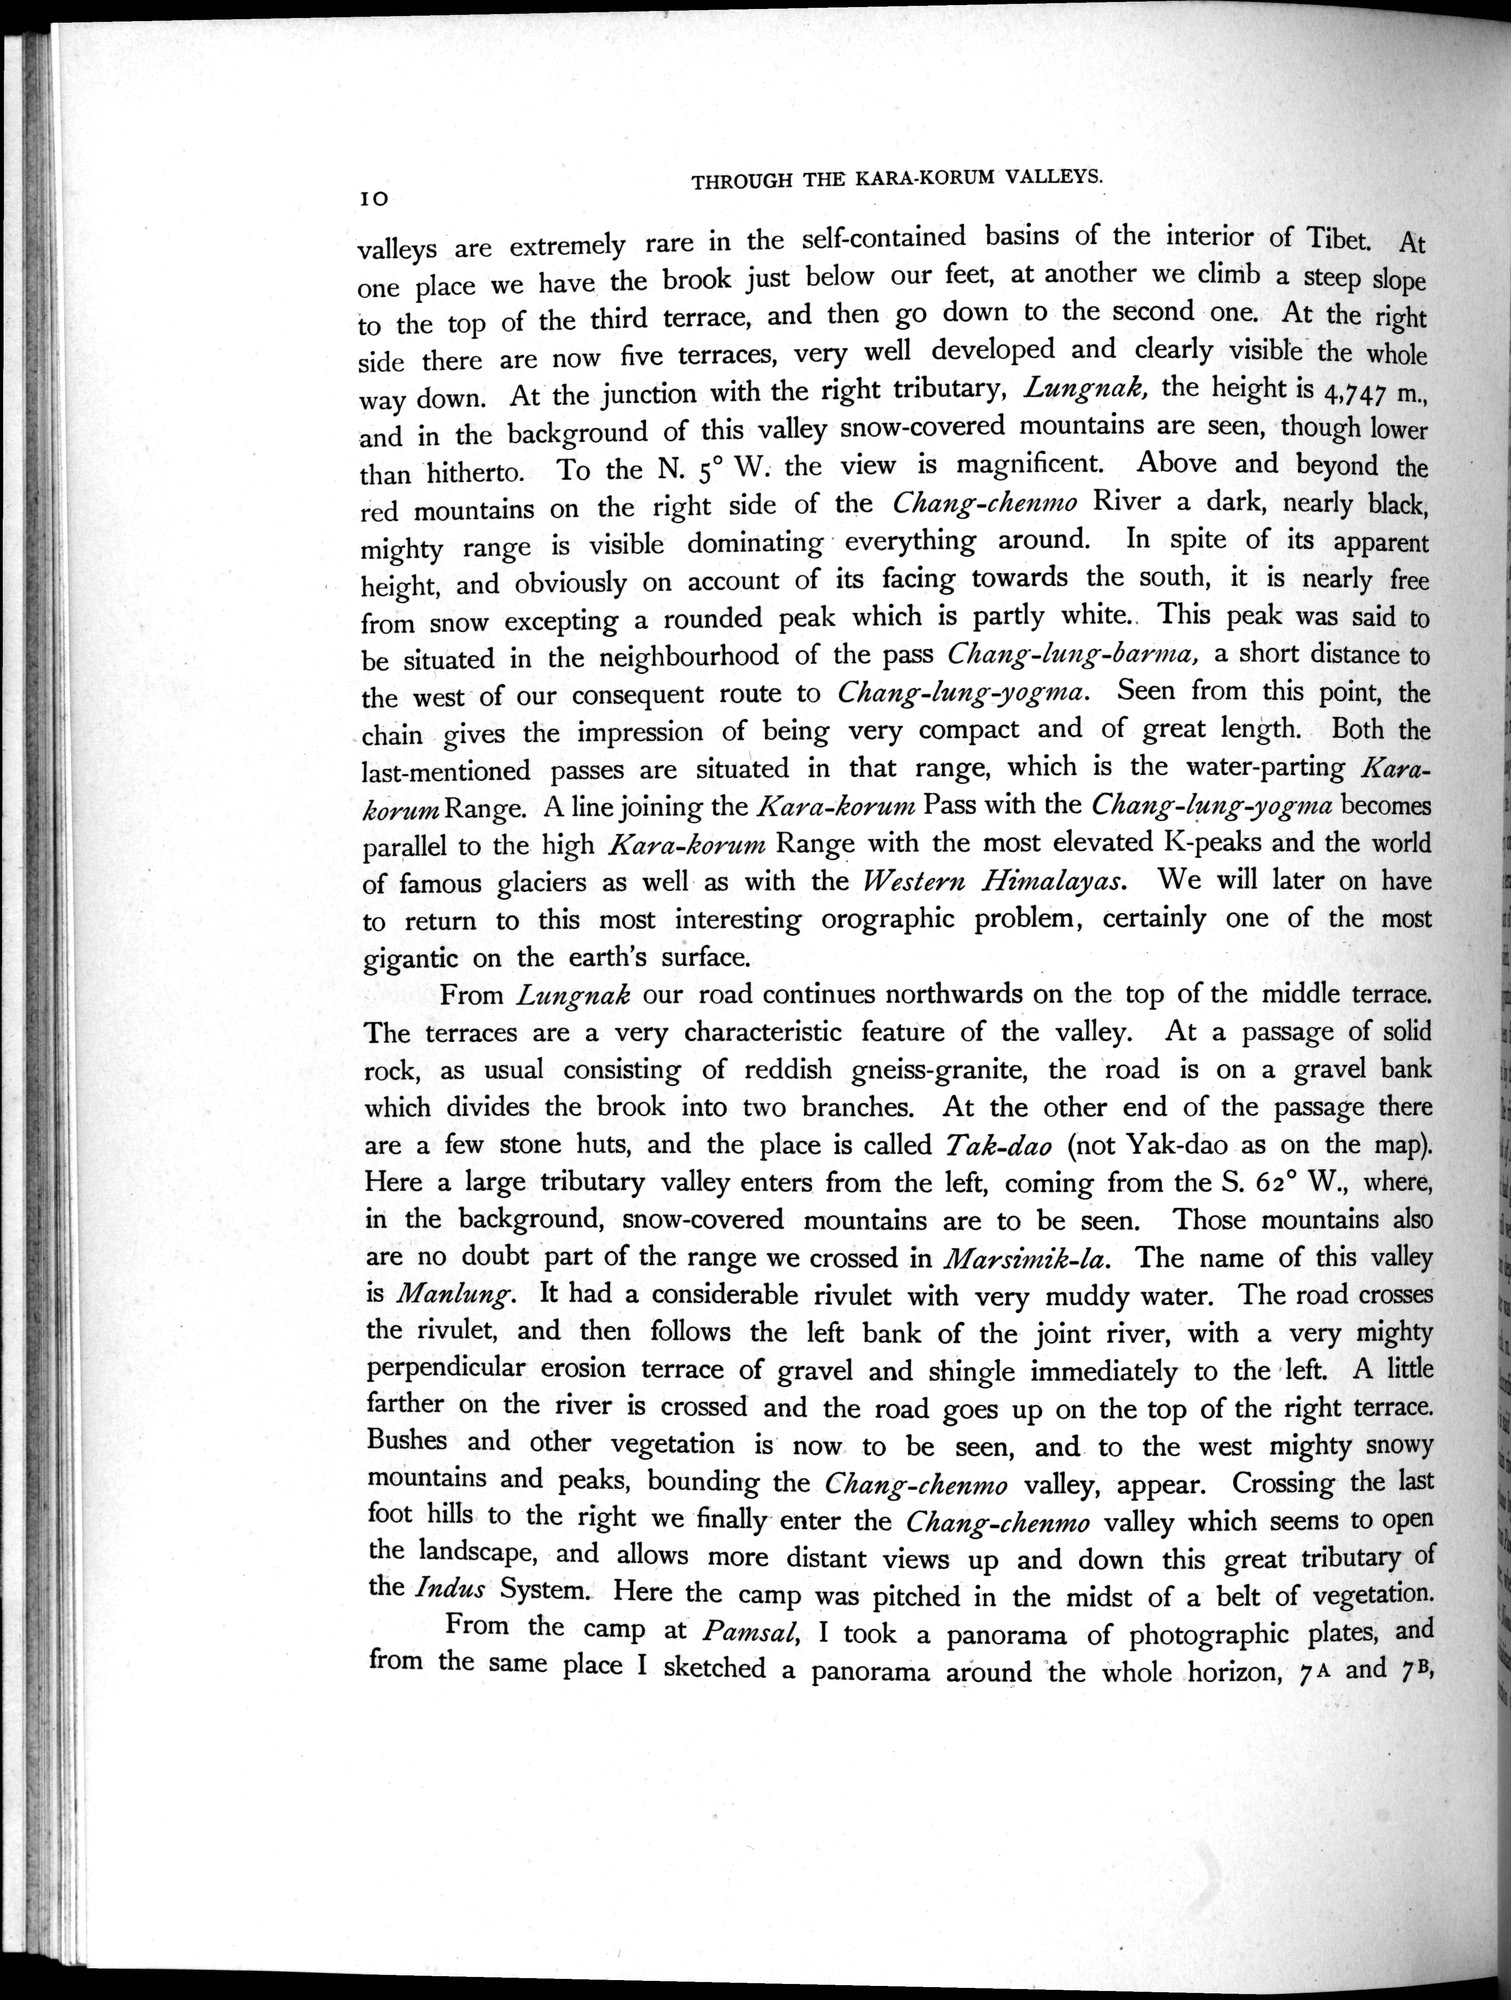 10
THROUGH THE KARA-KORUM VALLEYS.
valleys are extremely rare in the self-contained basins of the interior of Tibet. At
one place we have the brook just below our feet, at another we climb a steep slope
to the top of the third terrace, and then go down to the second one. At the right
side there are now five terraces, very well developed and clearly visible the whole
way down. At the junction with the right tributary, Lungnak, the height is 4,747 m.,
and in the background of this valley snow-covered mountains are seen, though lower
than hitherto. To the N. 5° W. the view is magnificent. Above and beyond the
red mountains on the right side of the Chang-chenmo River a dark, nearly black,
mighty range is visible dominating everything around. In spite of its apparent
height, and obviously on account of its facing towards the south, it is nearly free
from snow excepting a rounded peak which is partly white. This peak was said to
be situated in the neighbourhood of the pass Chang-lung-barma, a short distance to
the west of our consequent route to Chang-lung-yogma. Seen from this point, the
chain gives the impression of being very compact and of great length. Both the
last-mentioned passes are situated in that range, which is the water-parting Kara-
korum Range. A line joining the Kara-korum Pass with the Chang-lung-yogma becomes
parallel to the high Kara-korum Range with the most elevated K-peaks and the world
of famous glaciers as well as with the Western Himalayas. We will later on have
to return to this most interesting orographic problem, certainly one of the most
gigantic on the earth's surface.
From Lungnak our road continues northwards on the top of the middle terrace.
The terraces are a very characteristic feature of the valley. At a passage of solid
rock, as usual consisting of reddish gneiss-granite, the road is on a gravel bank
which divides the brook into two branches. At the other end of the passage there
are a few stone huts, and the place is called Tak-dao (not Yak-dao as on the map).
Here a large tributary valley enters from the left, coming from the S. 62° W., where,
in the background, snow-covered mountains are to be seen. Those mountains also
are no doubt part of the range we crossed in Marsimik-la. The name of this valley
is Manlung. It had a considerable rivulet with very muddy water. The road crosses
the rivulet, and then follows the left bank of the joint river, with a very mighty
perpendicular erosion terrace of gravel and shingle immediately to the left. A little
farther on the river is crossed and the road goes up on the top of the right terrace.
Bushes and other vegetation is now to be seen, and to the west mighty snowy
mountains and peaks, bounding the Chang-chenmo valley, appear. Crossing the last
foot hills to the right we finally enter the Chang-chenmo valley which seems to open
the landscape, and allows more distant views up and down this great tributary of
the Indus System. Here the camp was pitched in the midst of a belt of vegetation.
From the camp at Pamsal, I took a panorama of photographic plates, and
from the same place I sketched a panorama around the whole horizon, 7A and 7B,